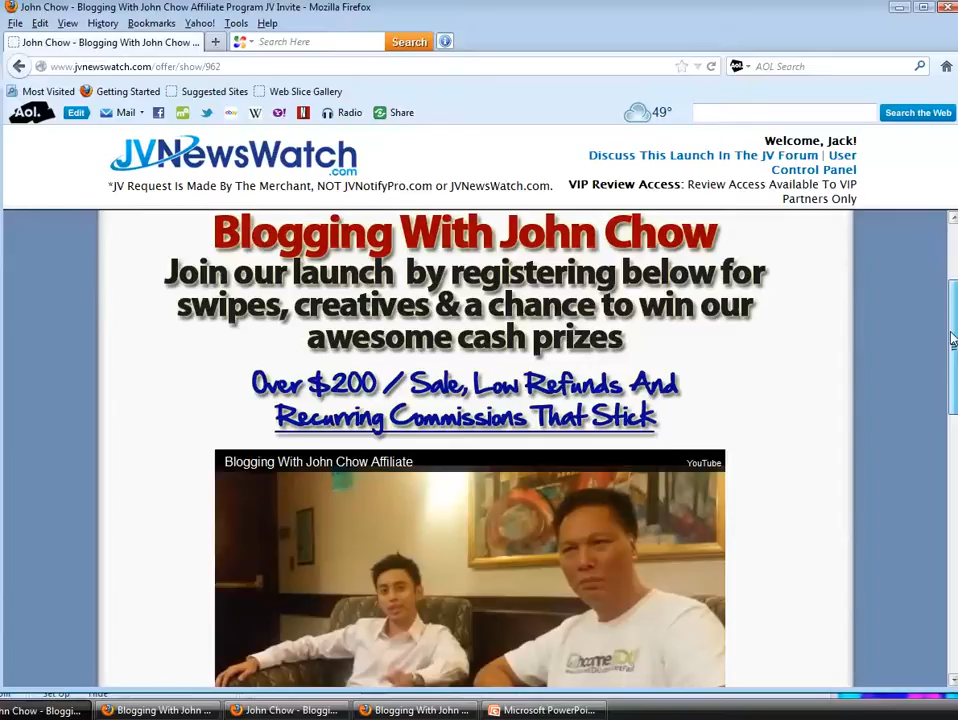 John Chow - Blogging With John Chow Affiliate Program JV Invite - Mozilla Firefox
File Edit View History Bookmarks Yahoo! Tools Help
John Chow - Blogging With John Chow ... + Search Here Search
www.jvnewswatch.com/offer/show/962 AOL Search
Most Visited Getting Started Suggested Sites Web Slice Gallery
Aol. Edit Mail W Y! N Radio Share 49° Search the Web
JVNewsWatch
.com
*JV Request Is Made By The Merchant, NOT JVNotifyPro.com or JVNewsWatch.com.
Welcome, Jack!
Discuss This Launch In The JV Forum | User
Control Panel
VIP Review Access: Review Access Available To VIP
Partners Only
Blogging With John Chow
Join our launch by registering below for
swipes, creatives & a chance to win our
awesome cash prizes
Over $200 / Sale, Low Refunds And
Recurring Commissions That Stick
Blogging With John Chow Affiliate YouTube
hn Chow - Bloggi... Blogging With John ... John Chow - Bloggi... Blogging With John ... Microsoft PowerPoi...